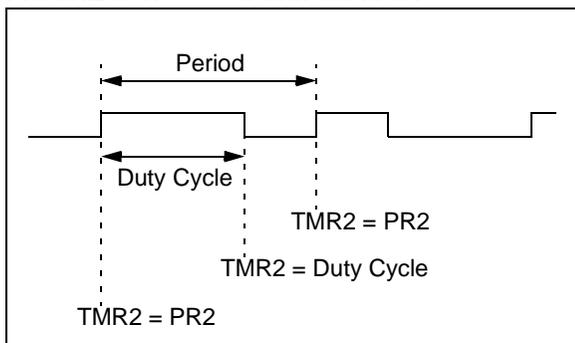 Period
Duty Cycle
TMR2 = PR2
TMR2 = Duty Cycle
TMR2 = PR2